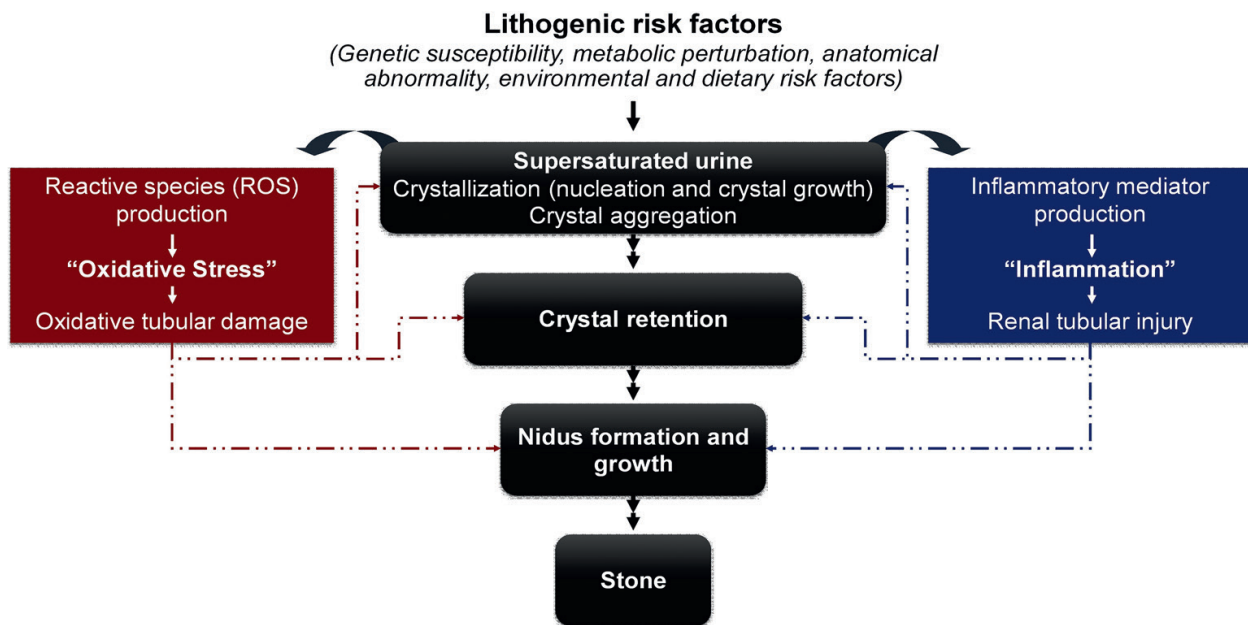 Lithogenic risk factors
(Genetic susceptibility, metabolic perturbation, anatomical
abnormality, environmental and dietary risk factors)
Supersaturated urine
Crystallization (nucleation and crystal growth)
Crystal aggregation
Reactive species (ROS)
production
“Oxidative Stress”
Oxidative tubular damage
Inflammatory mediator
production
“Inflammation”
Renal tubular injury
Crystal retention
Nidus formation and
growth
Stone